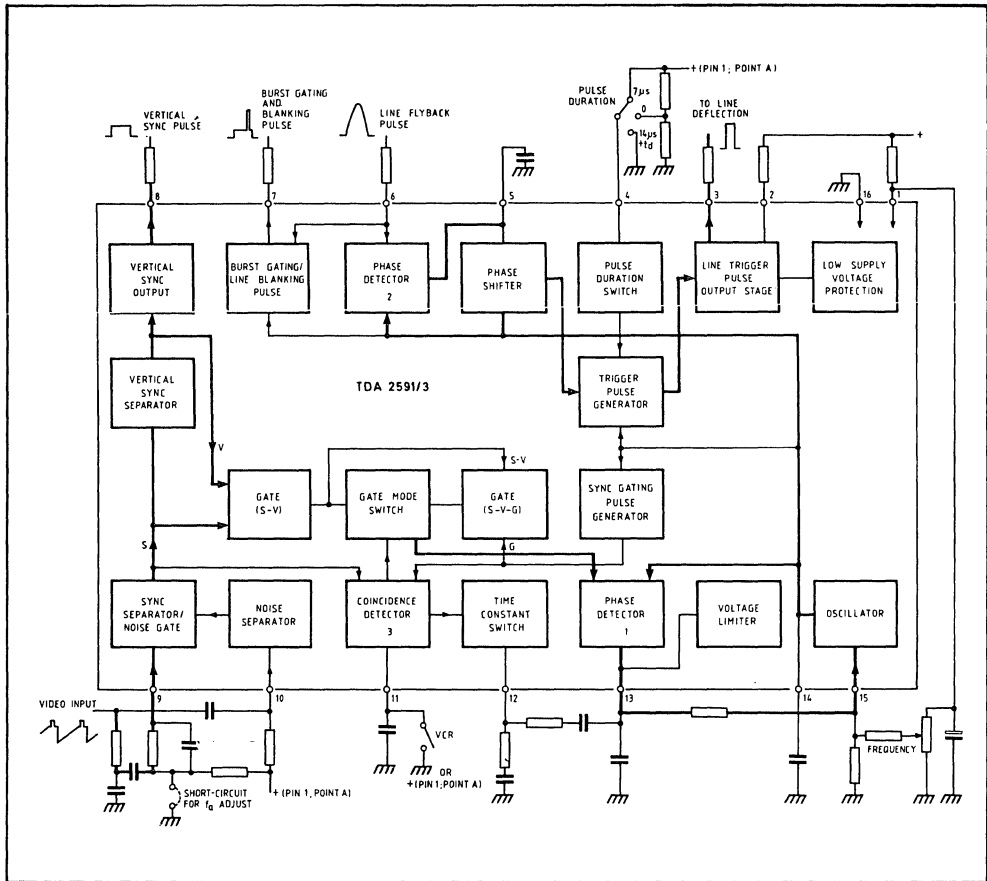 VERTICAL
SYNC PULSE
BURST GATING
AND
BLANKING
PULSE
LINE FLYBACK
PULSE
PULSE
DURATION
7µs
0
14µs
+td
+(PIN 1; POINT A)
TO LINE
DEFLECTION
+
8
7
6
5
4
3
2
16
1
VERTICAL
SYNC
OUTPUT
BURST GATING/
LINE BLANKING
PULSE
PHASE
DETECTOR
2
PHASE
SHIFTER
PULSE
DURATION
SWITCH
LINE TRIGGER
PULSE
OUTPUT STAGE
LOW SUPPLY
VOLTAGE
PROTECTION
VERTICAL
SYNC
SEPARATOR
TDA 2591/3
TRIGGER
PULSE
GENERATOR
V
S-V
GATE
(S-V)
GATE MODE
SWITCH
GATE
(S-V-G)
SYNC GATING
PULSE
GENERATOR
S
G
SYNC
SEPARATOR/
NOISE GATE
NOISE
SEPARATOR
COINCIDENCE
DETECTOR
3
TIME
CONSTANT
SWITCH
PHASE
DETECTOR
1
VOLTAGE
LIMITER
OSCILLATOR
9
10
11
12
13
14
15
VIDEO INPUT
VCR
OR
+(PIN 1; POINT A)
FREQUENCY
+(PIN 1, POINT A)
SHORT-CIRCUIT
FOR fo ADJUST